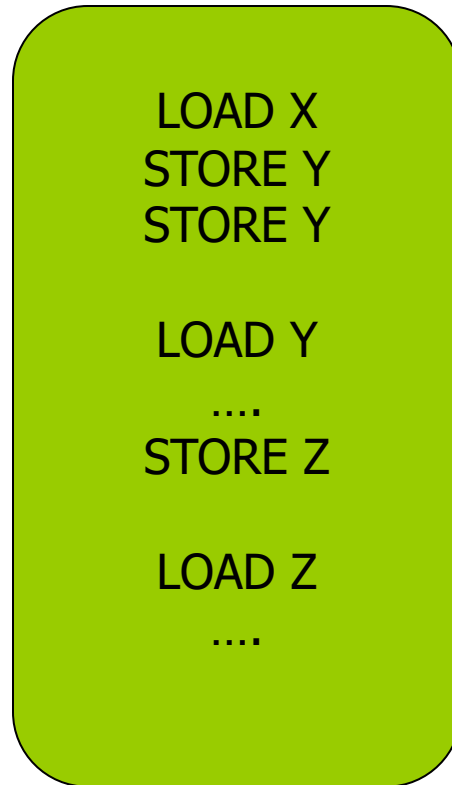 LOAD X
STORE Y
STORE Y
LOAD Y
....
STORE Z
LOAD Z
....